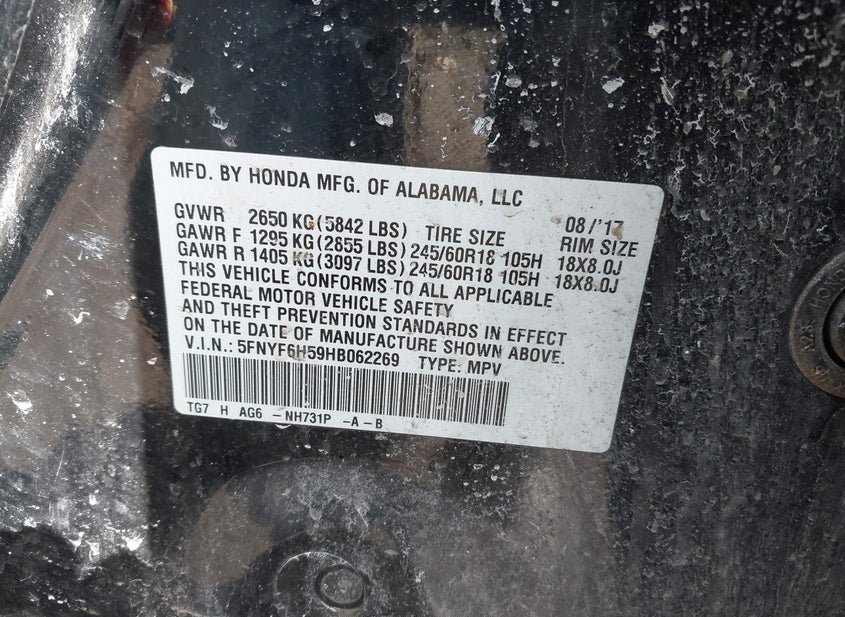 MFD. BY HONDA MFG. OF ALABAMA, LLC 08/'17
GVWR 2650 KG (5842 LBS) TIRE SIZE RIM SIZE
GAWR F 1295 KG (2855 LBS) 245/60R18 105H 18X8.0J
GAWR R 1405 KG (3097 LBS) 245/60R18 105H 18X8.0J
THIS VEHICLE CONFORMS TO ALL APPLICABLE
FEDERAL MOTOR VEHICLE SAFETY
AND THEFT PREVENTION STANDARDS IN EFFECT
ON THE DATE OF MANUFACTURE SHOWN ABOVE.
V.I.N.: 5FNYF6H59HB062269 TYPE: MPV
TG7 H AG6 - NH731P - A - B